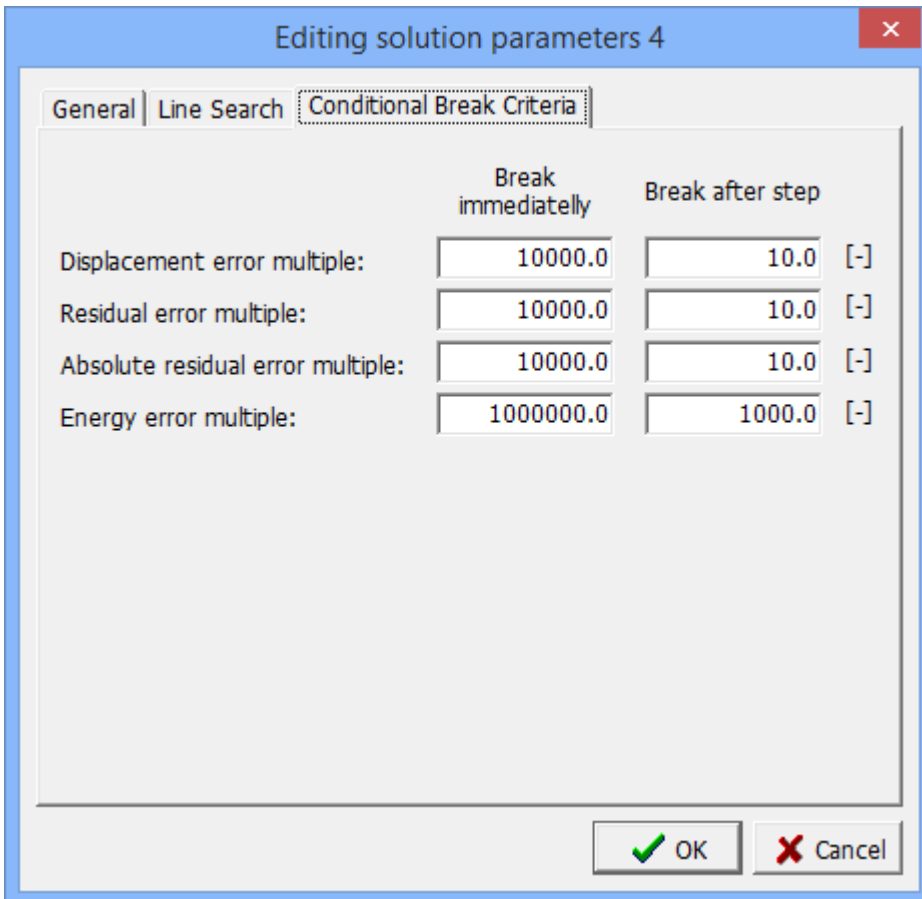 Editing solution parameters 4
General Line Search Conditional Break Criteria
Break immediatelly Break after step
Displacement error multiple: 10000.0 10.0 [-]
Residual error multiple: 10000.0 10.0 [-]
Absolute residual error multiple: 10000.0 10.0 [-]
Energy error multiple: 1000000.0 1000.0 [-]
OK Cancel